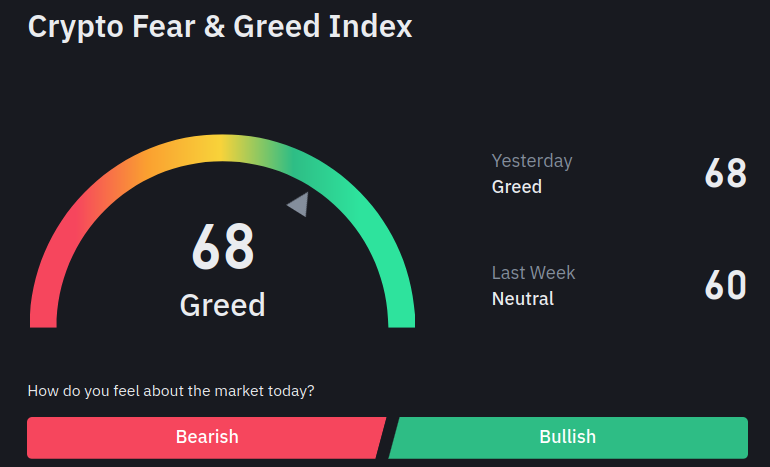 Crypto Fear & Greed Index
68
Greed
Yesterday
Greed
68
Last Week
Neutral
60
How do you feel about the market today?
Bearish
Bullish